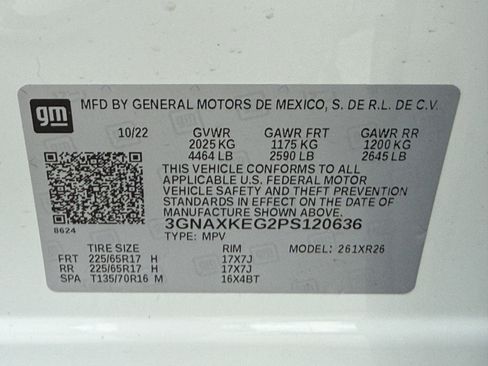 gm
MFD BY GENERAL MOTORS DE MEXICO, S. DE R.L. DE C.V.
10/22 GVWR GAWR FRT GAWR RR
2025 KG 1175 KG 1200 KG
4464 LB 2590 LB 2645 LB
THIS VEHICLE CONFORMS TO ALL
APPLICABLE U.S. FEDERAL MOTOR
VEHICLE SAFETY AND THEFT PREVENTION
STANDARDS IN EFFECT ON THE DATE
OF MANUFACTURE SHOWN ABOVE.
8624 3GNAXKEG2PS120636
TYPE: MPV MODEL: 261XR26
TIRE SIZE RIM
FRT 225/65R17 H 17X7J
RR 225/65R17 H 17X7J
SPA T135/70R16 M 16X4BT